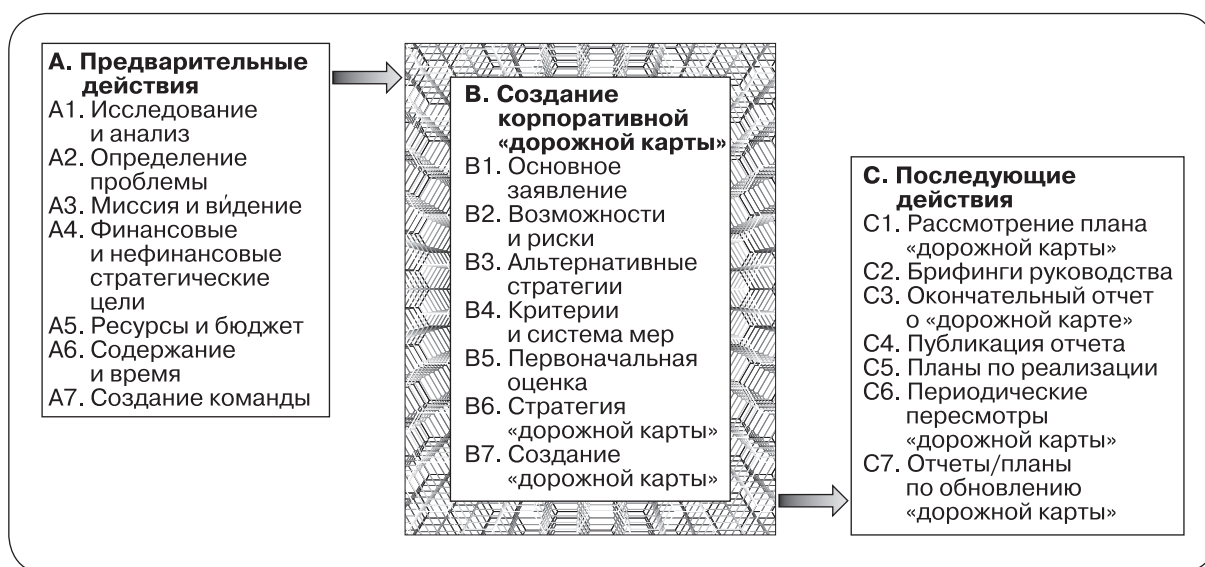 А. Предварительные
действия
А1. Исследование
и анализ
А2. Определение
проблемы
А3. Миссия и ви́дение
А4. Финансовые
и нефинансовые
стратегические
цели
А5. Ресурсы и бюджет
А6. Содержание
и время
А7. Создание команды
В. Создание
корпоративной
«дорожной карты»
В1. Основное
заявление
В2. Возможности
и риски
В3. Альтернативные
стратегии
В4. Критерии
и система мер
В5. Первоначальная
оценка
В6. Стратегия
«дорожной карты»
В7. Создание
«дорожной карты»
С. Последующие
действия
С1. Рассмотрение плана
«дорожной карты»
С2. Брифинги руководства
С3. Окончательный отчет
о «дорожной карте»
С4. Публикация отчета
С5. Планы по реализации
С6. Периодические
пересмотры
«дорожной карты»
С7. Отчеты/планы
по обновлению
«дорожной карты»